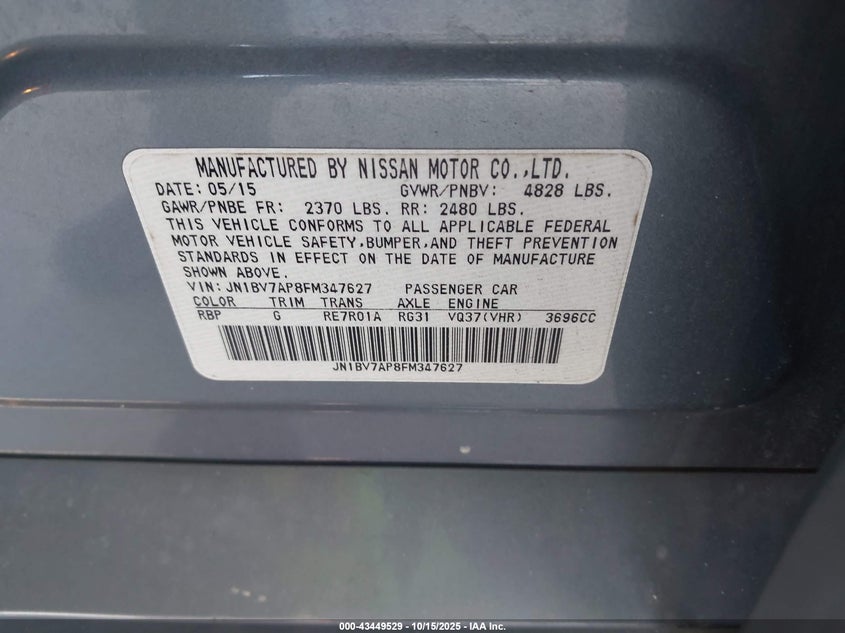 MANUFACTURED BY NISSAN MOTOR CO.,LTD.
DATE: 05/15 GVWR/PNBV: 4828 LBS.
GAWR/PNBE FR: 2370 LBS. RR: 2480 LBS.
THIS VEHICLE CONFORMS TO ALL APPLICABLE FEDERAL
MOTOR VEHICLE SAFETY,BUMPER,AND THEFT PREVENTION
STANDARDS IN EFFECT ON THE DATE OF MANUFACTURE
SHOWN ABOVE.
VIN: JN1BV7AP8FM347627 PASSENGER CAR
COLOR TRIM TRANS AXLE ENGINE
RBP G RE7R01A RG31 VQ37(VHR) 3696CC
JN1BV7AP8FM347627
000-43449529 - 10/15/2025 - IAA Inc.